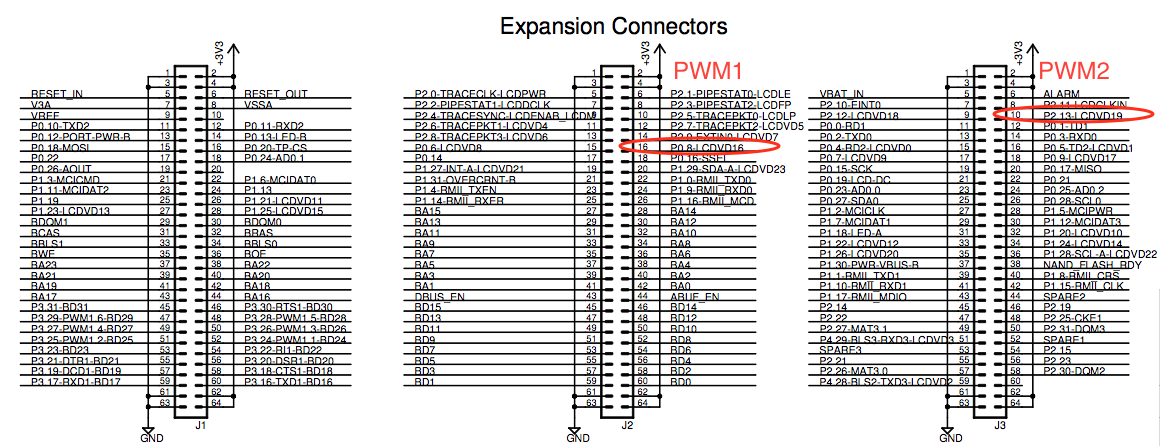 Expansion Connectors
+3V3
1 2
3 4
RESET_IN 5 6 RESET_OUT
V3A 7 8 VSSA
VREF 9 10
P0.10-TXD2 11 12 P0.11-RXD2
P0.12-PORT-PWR-B 13 14 P0.13-LED-B
P0.18-MOSI 15 16 P0.20-TP-CS
P0.22 17 18 P0.24-AD0.1
P0.26-AOUT 19 20
P1.3-MCICMD 21 22 P1.6-MCIDAT0
P1.11-MCIDAT2 23 24 P1.13
P1.19 25 26 P1.21-LCDVD11
P1.23-LCDVD13 27 28 P1.25-LCDVD15
BDQM1 29 30 BDQM0
BCAS 31 32 BRAS
BBLS1 33 34 BBLS0
BWE 35 36 BOE
BA23 37 38 BA22
BA21 39 40 BA20
BA19 41 42 BA18
BA17 43 44 BA16
P3.31-BD31 45 46 P3.30-RTS1-BD30
P3.29-PWM1.6-BD29 47 48 P3.28-PWM1.5-BD28
P3.27-PWM1.4-BD27 49 50 P3.26-PWM1.3-BD26
P3.25-PWM1.2-BD25 51 52 P3.24-PWM1.1-BD24
P3.23-BD23 53 54 P3.22-RI1-BD22
P3.21-DTR1-BD21 55 56 P3.20-DSR1-BD20
P3.19-DCD1-BD19 57 58 P3.18-CTS1-BD18
P3.17-RXD1-BD17 59 60 P3.16-TXD1-BD16
61 62
63 64
GND
J1
+3V3
PWM1
1 2
3 4
P2.0-TRACECLK-LCDPWR 5 6 P2.1-PIPESTAT0-LCDLE
P2.2-PIPESTAT1-LCDDCLK 7 8 P2.3-PIPESTAT2-LCDFP
P2.4-TRACESYNC-LCDENAB_LCDM 9 10 P2.5-TRACEPKT0-LCDLP
P2.6-TRACEPKT1-LCDVD4 11 12 P2.7-TRACEPKT2-LCDVD5
P2.8-TRACEPKT3-LCDVD6 13 14 P2.9-EXTIN0-LCDVD7
P0.6-LCDVD8 15 16 P0.8-LCDVD16
P0.14 17 18 P0.16-SSEL
P1.27-INT-A-LCDVD21 19 20 P1.29-SDA-A-LCDVD23
P1.31-OVERCRNT-B 21 22 P1.0-RMII_TXD0
P1.4-RMII_TXEN 23 24 P1.9-RMII_RXD0
P1.14-RMII_RXER 25 26 P1.16-RMII_MCD
BA15 27 28 BA14
BA13 29 30 BA12
BA11 31 32 BA10
BA9 33 34 BA8
BA7 35 36 BA6
BA5 37 38 BA4
BA3 39 40 BA2
BA1 41 42 BA0
DBUS_EN 43 44 ABUF_EN
BD15 45 46 BD14
BD13 47 48 BD12
BD11 49 50 BD10
BD9 51 52 BD8
BD7 53 54 BD6
BD5 55 56 BD4
BD3 57 58 BD2
BD1 59 60 BD0
61 62
63 64
GND
J2
+3V3
PWM2
1 2
3 4
VBAT_IN 5 6 ALARM
P2.10-EINT0 7 8 P2.11-LCDCLKIN
P2.12-LCDVD18 9 10 P2.13-LCDVD19
P0.0-RD1 11 12 P0.1-TD1
P0.2-TXD0 13 14 P0.3-RXD0
P0.4-RD2-LCDVD0 15 16 P0.5-TD2-LCDVD1
P0.7-LCDVD9 17 18 P0.9-LCDVD17
P0.15-SCK 19 20 P0.17-MISO
P0.19-LCD-DC 21 22 P0.21
P0.23-AD0.0 23 24 P0.25-AD0.2
P0.27-SDA0 25 26 P0.28-SCL0
P1.2-MCICLK 27 28 P1.5-MCIPWR
P1.7-MCIDAT1 29 30 P1.12-MCIDAT3
P1.18-LED-A 31 32 P1.20-LCDVD10
P1.22-LCDVD12 33 34 P1.24-LCDVD14
P1.26-LCDVD20 35 36 P1.28-SCL-A-LCDVD22
P1.30-PWR-VBUS-B 37 38 NAND_FLASH_RDY
P1.1-RMII_TXD1 39 40 P1.8-RMII_CRS
P1.10-RMII_RXD1 41 42 P1.15-RMII_CLK
P1.17-RMII_MDIO 43 44 SPARE2
P2.14 45 46 P2.19
P2.22 47 48 P2.25-CKE1
P2.27-MAT3.1 49 50 P2.31-DQM3
P4.29-BLS3-RXD3-LCDVD3 51 52 SPARE1
SPARE3 53 54 P2.15
P2.21 55 56 P2.23
P2.26-MAT3.0 57 58 P2.30-DQM2
P4.28-BLS2-TXD3-LCDVD2 59 60
61 62
63 64
GND
J3